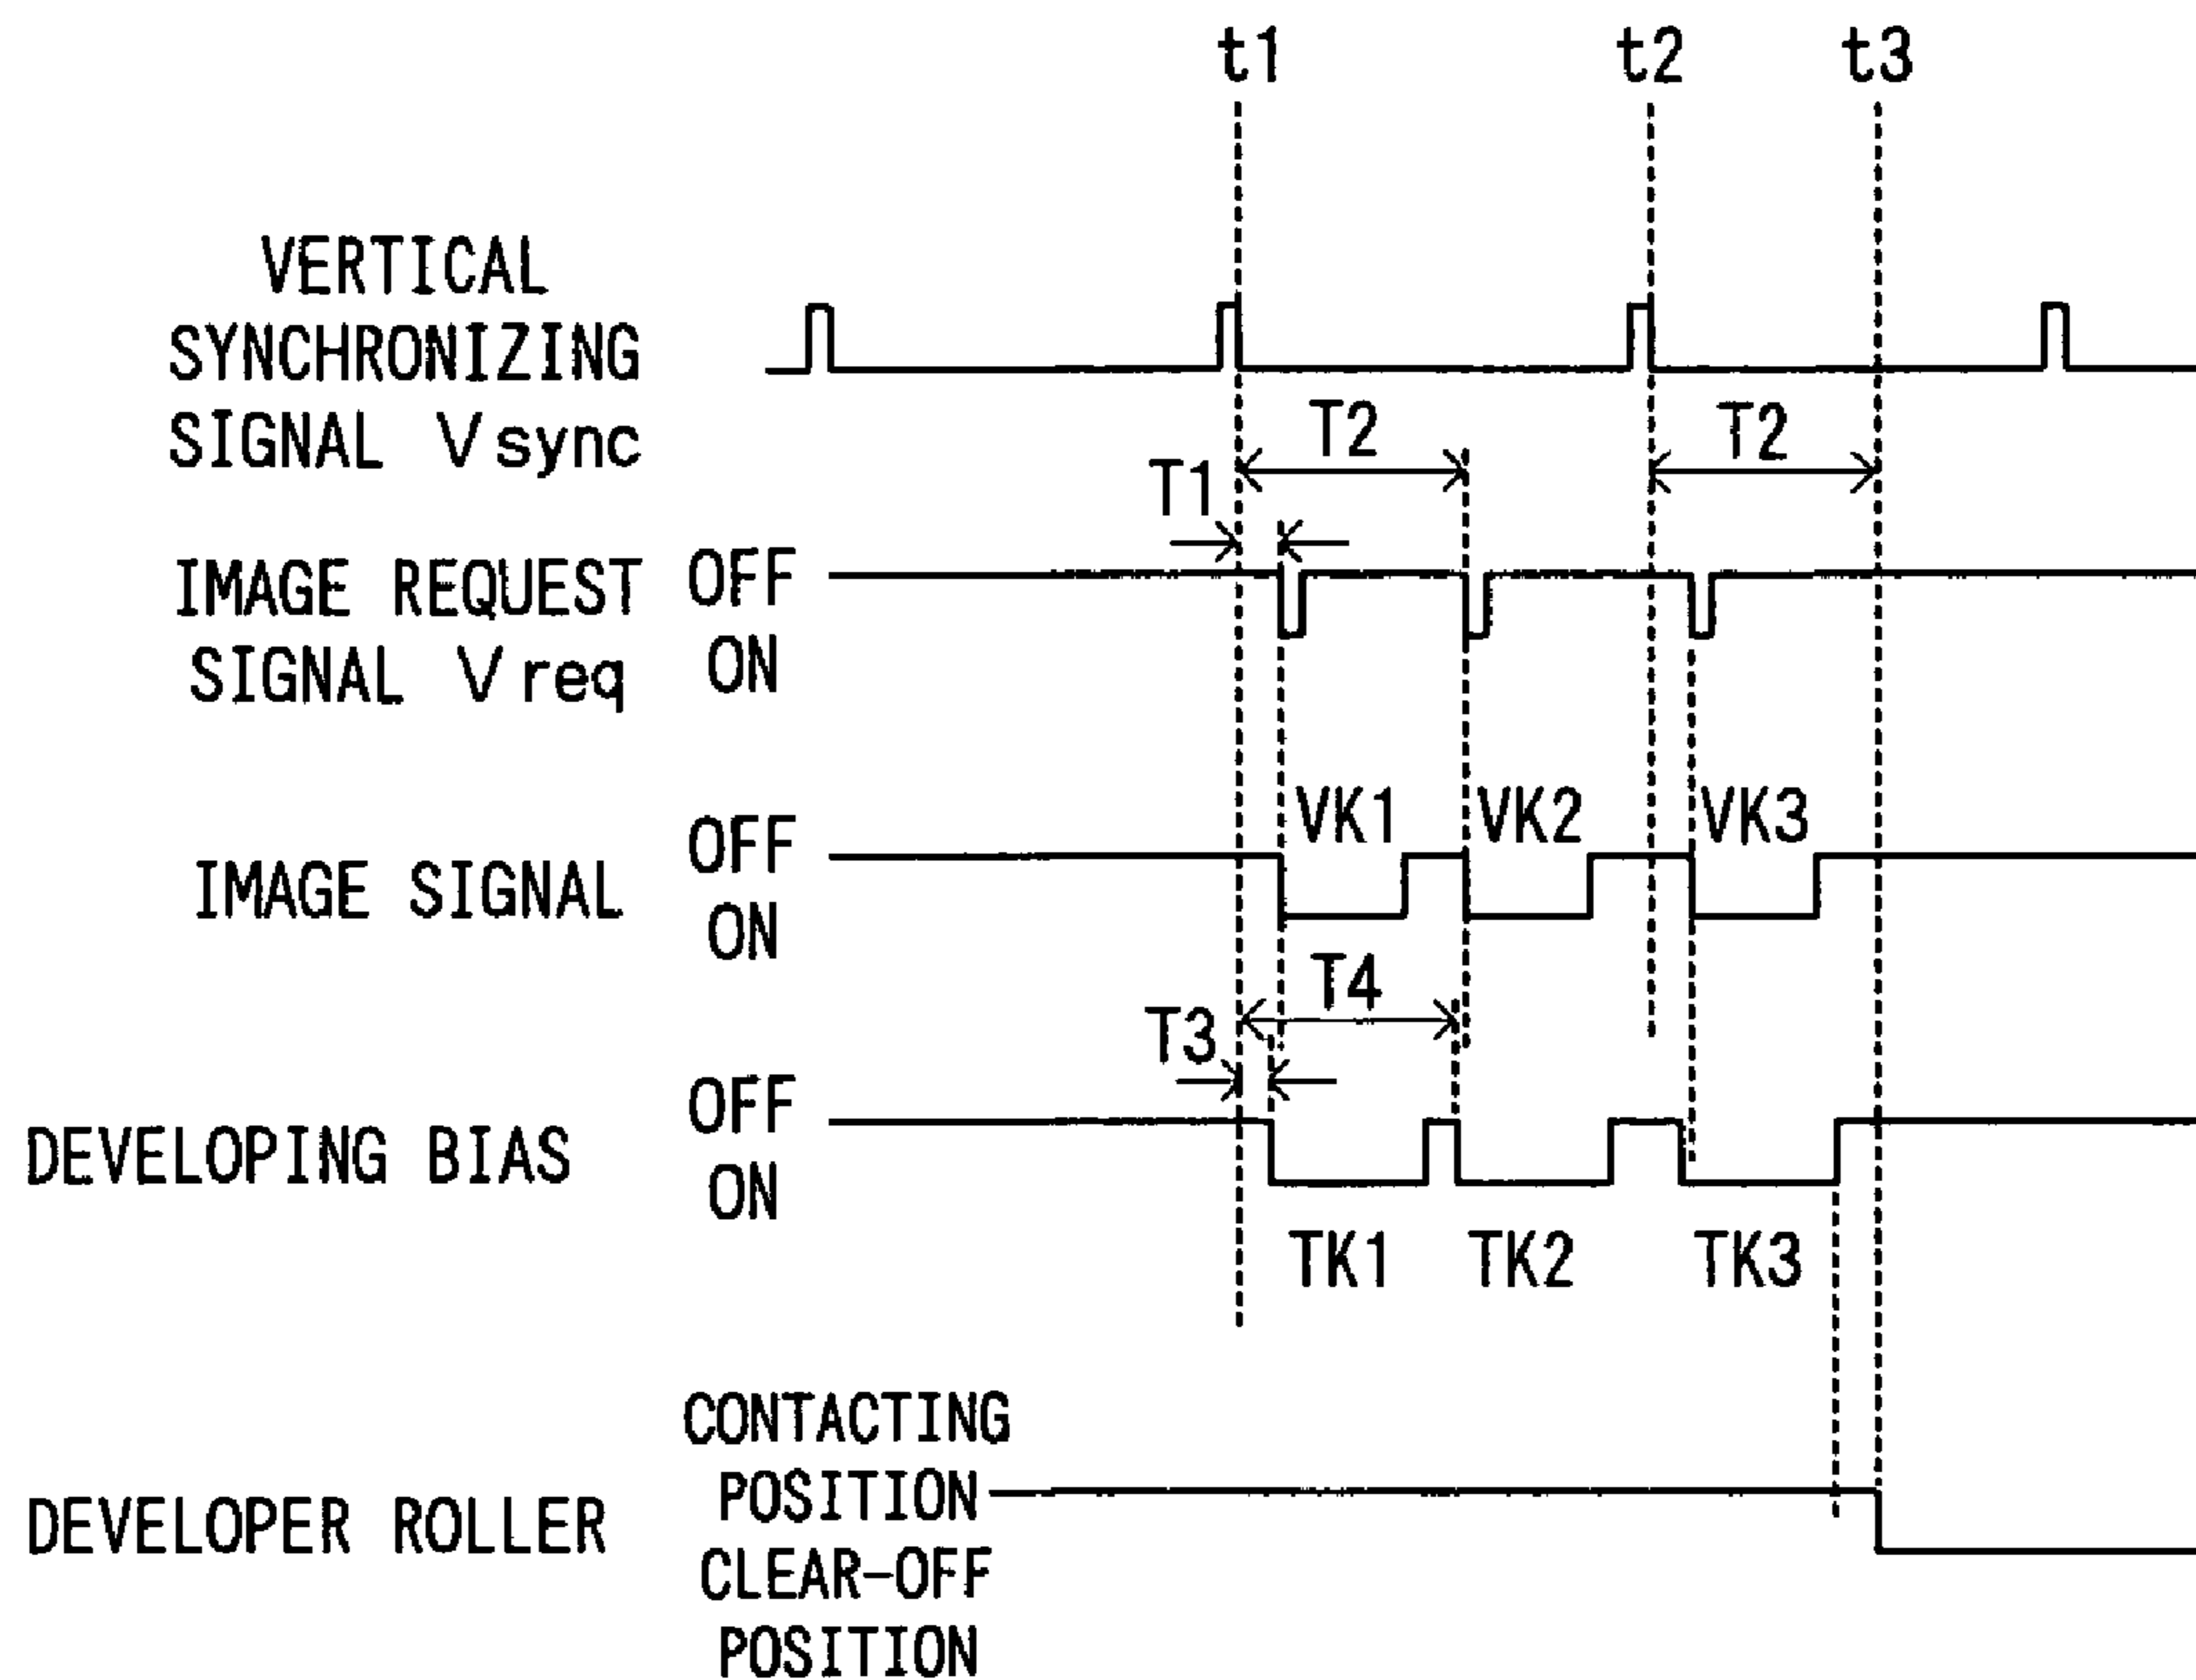 t1 t2 t3
VERTICAL
SYNCHRONIZING
SIGNAL Vsync
T1 T2 T2
IMAGE REQUEST
SIGNAL Vreq
OFF
ON
VK1 VK2 VK3
IMAGE SIGNAL
OFF
ON
T3 T4
DEVELOPING BIAS
OFF
ON
TK1 TK2 TK3
DEVELOPER ROLLER
CONTACTING
POSITION
CLEAR-OFF
POSITION